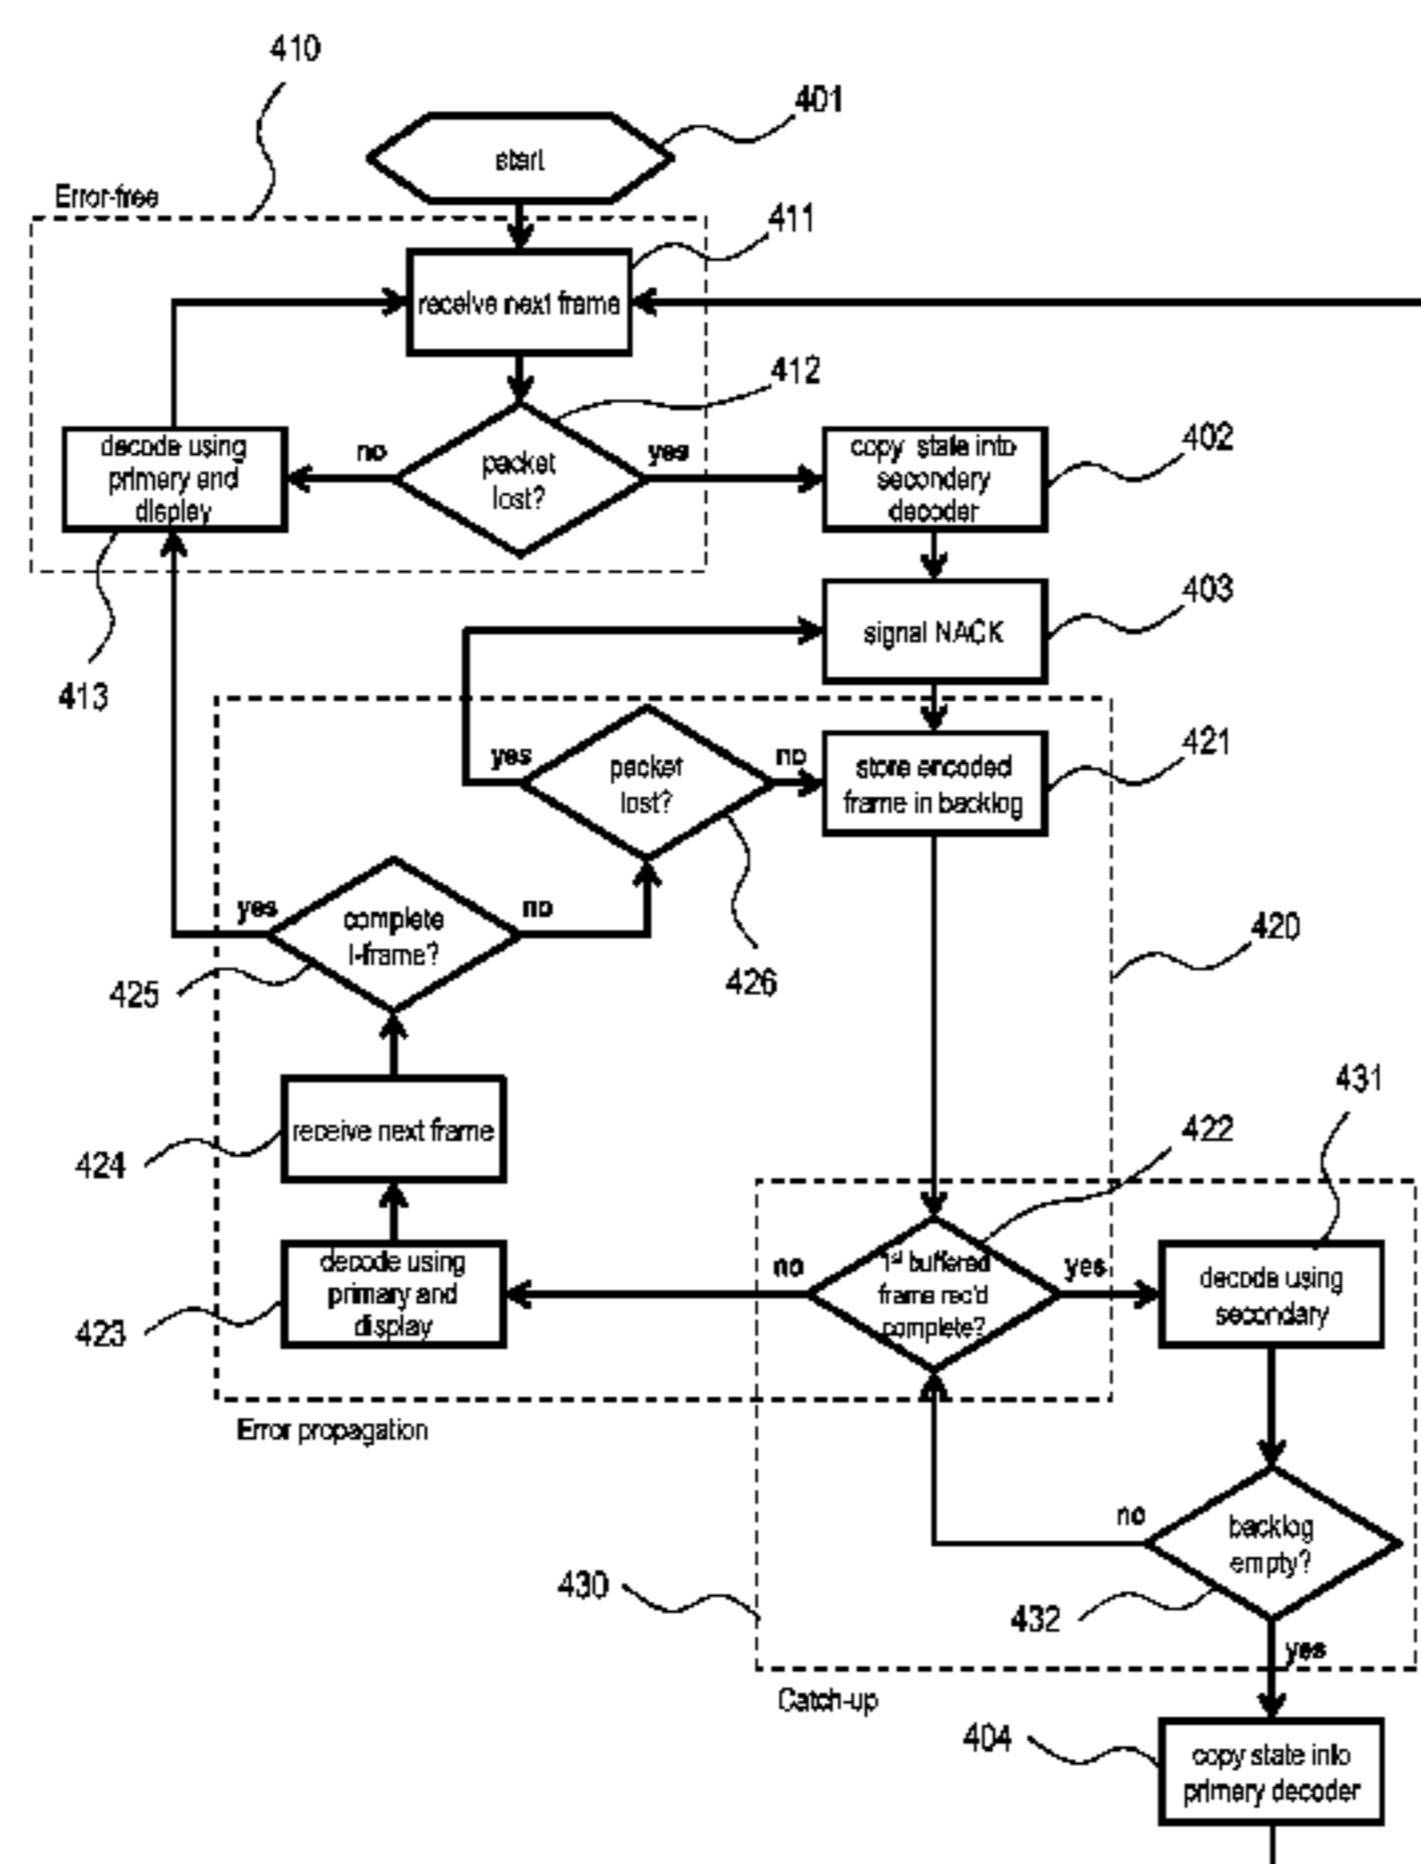 410
401
start
Error-free
411
receive next frame
412
decode using
primary and
display
no
packet
lost?
yes
copy state into
secondary
decoder
402
413
signal NACK
403
yes
packet
lost?
no
store encoded
frame in backlog
421
yes
complete
I-frame?
no
425
426
420
receive next frame
424
431
422
decode using
primary and
display
423
no
1st buffered
frame rec'd
complete?
yes
decode using
secondary
Error propagation
no
backlog
empty?
430
432
yes
Catch-up
404
copy state into
primary decoder